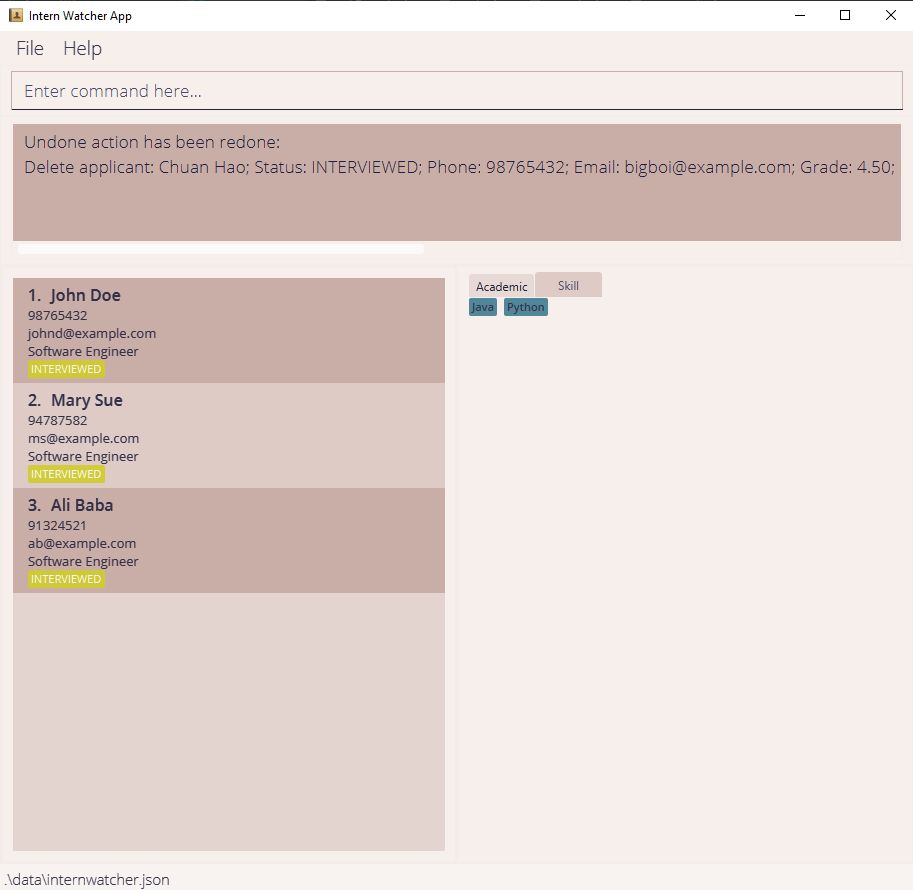 Intern Watcher App
File Help
Enter command here...
Undone action has been redone:
Delete applicant: Chuan Hao; Status: INTERVIEWED; Phone: 98765432; Email: bigboi@example.com; Grade: 4.50;
1. John Doe
98765432
johnd@example.com
Software Engineer
INTERVIEWED
2. Mary Sue
94787582
ms@example.com
Software Engineer
INTERVIEWED
3. Ali Baba
91324521
ab@example.com
Software Engineer
INTERVIEWED
Academic Skill
Java Python
.\data\internwatcher.json